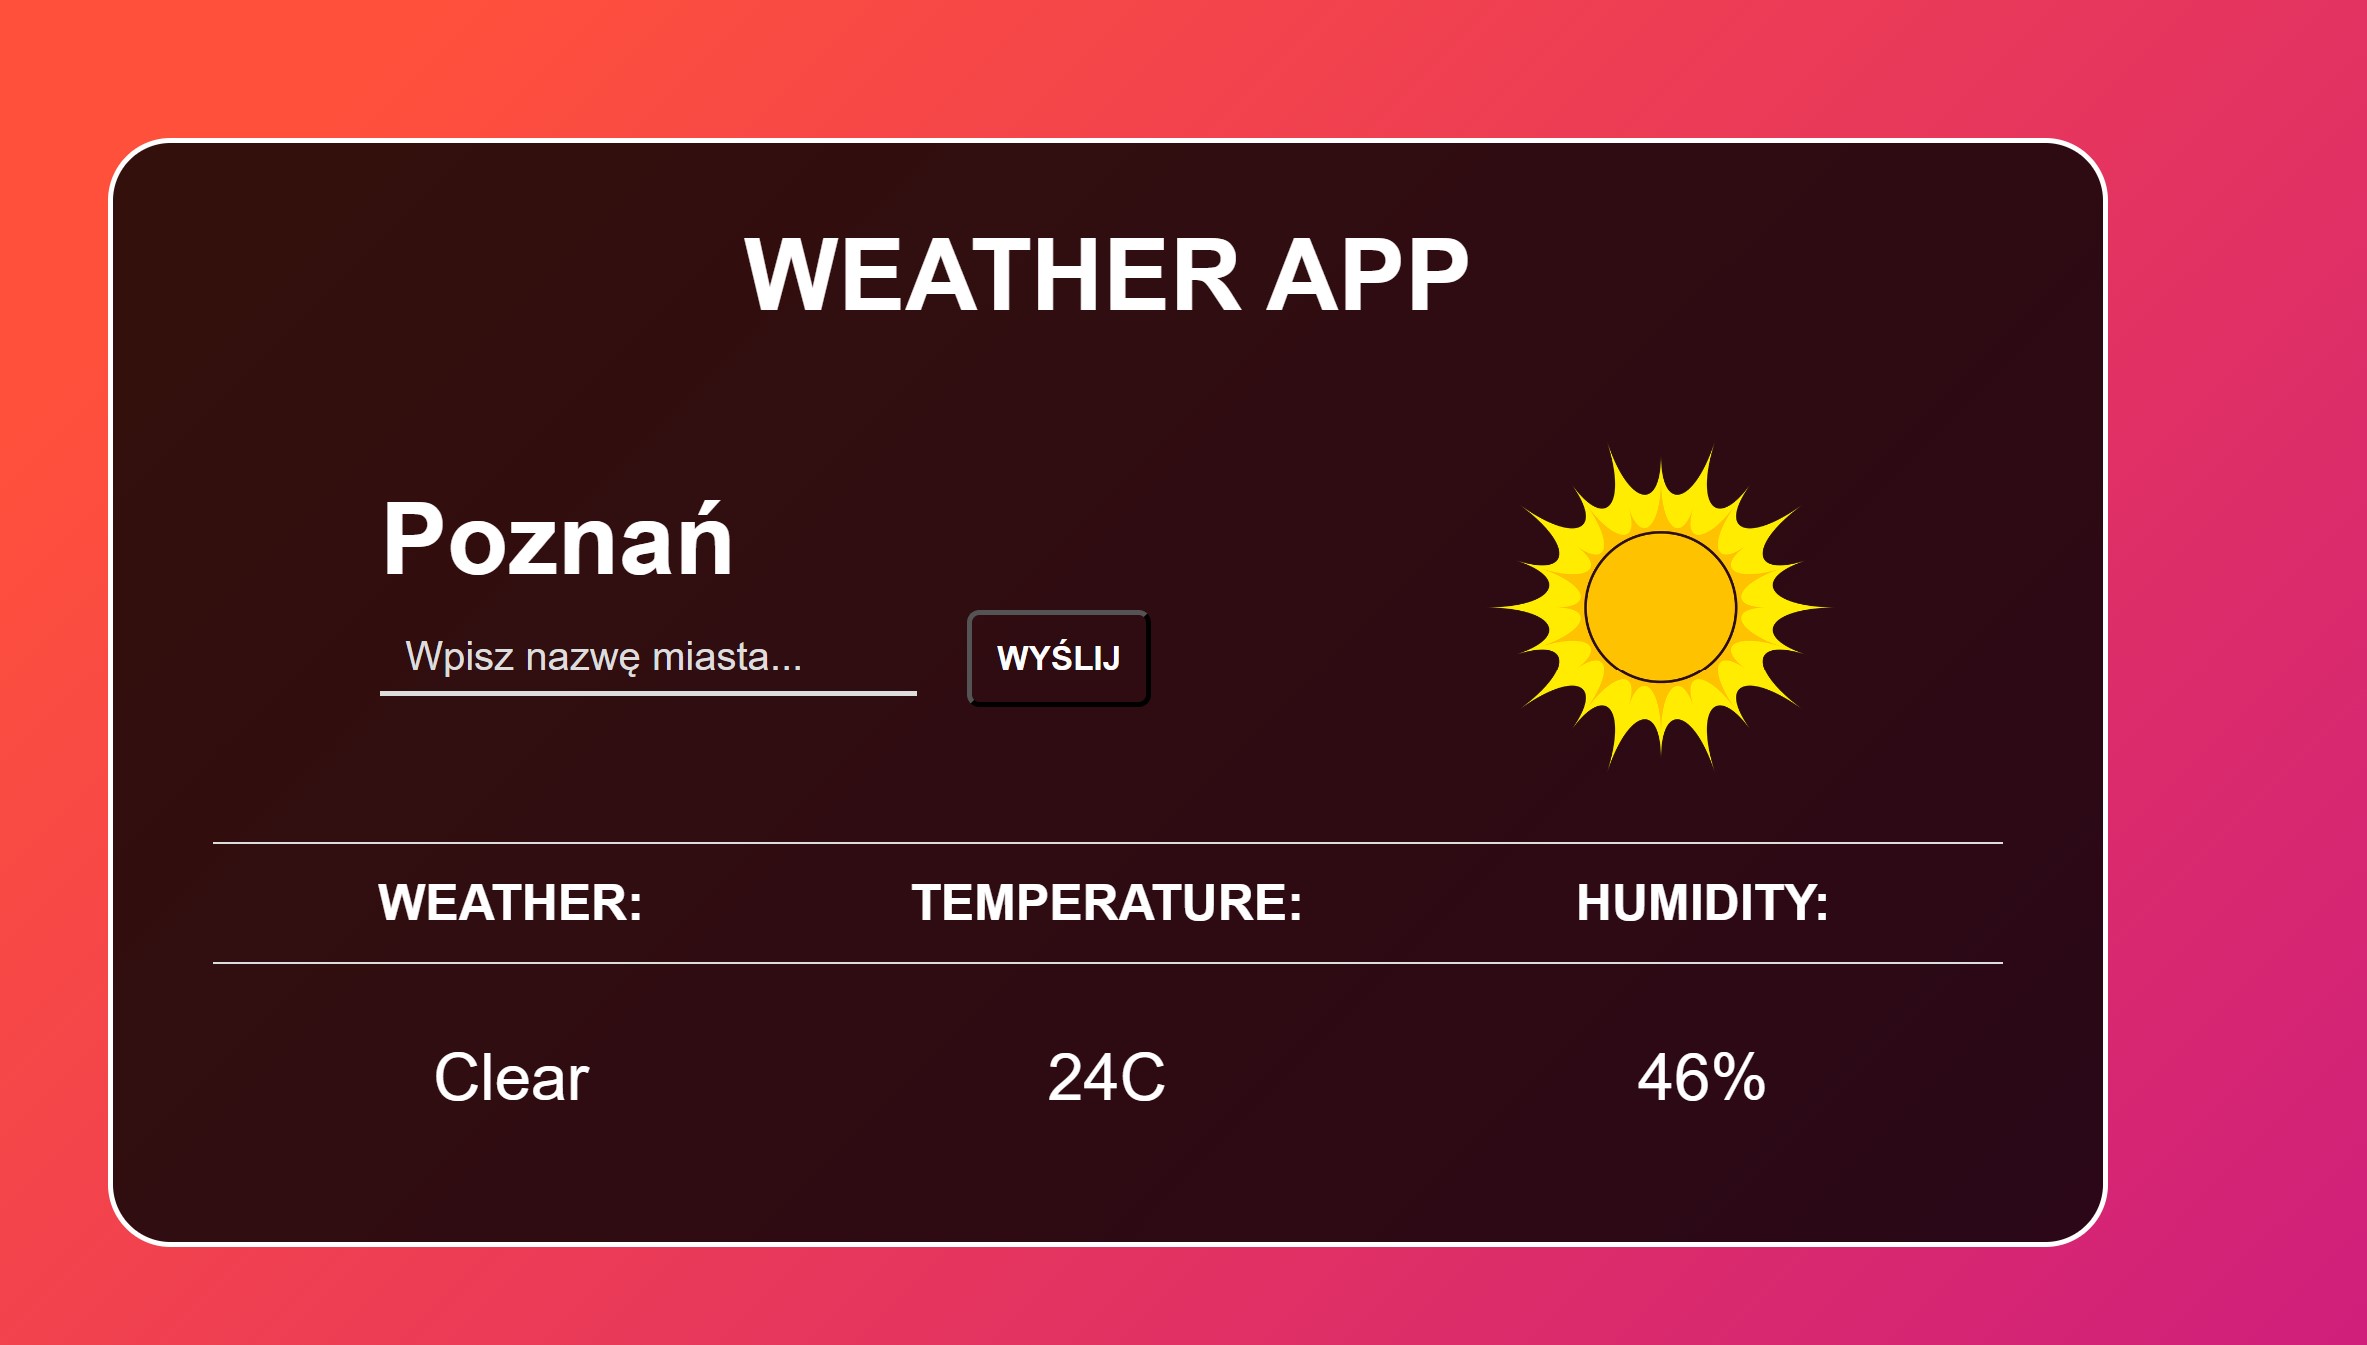 WEATHER APP
Poznań
Wpisz nazwę miasta...
WYŚLIJ
WEATHER: TEMPERATURE: HUMIDITY:
Clear 24C 46%